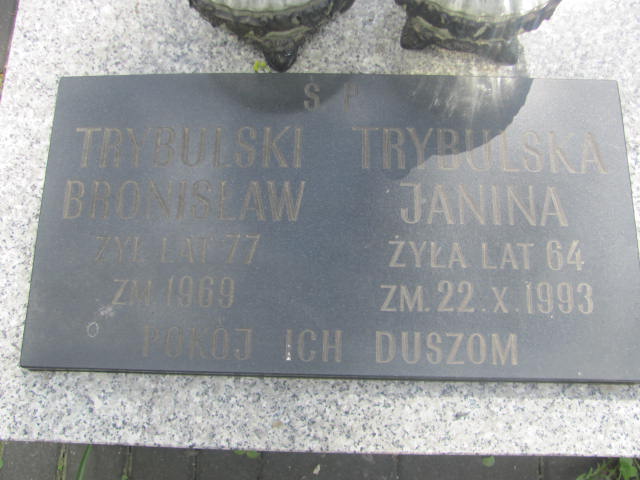 Ś P
TRYBULSKI
BRONISŁAW
ŻYŁ LAT 77
ZM. 1969
TRYBULSKA
JANINA
ŻYŁA LAT 64
ZM. 22.X.1993
POKÓJ ICH DUSZOM